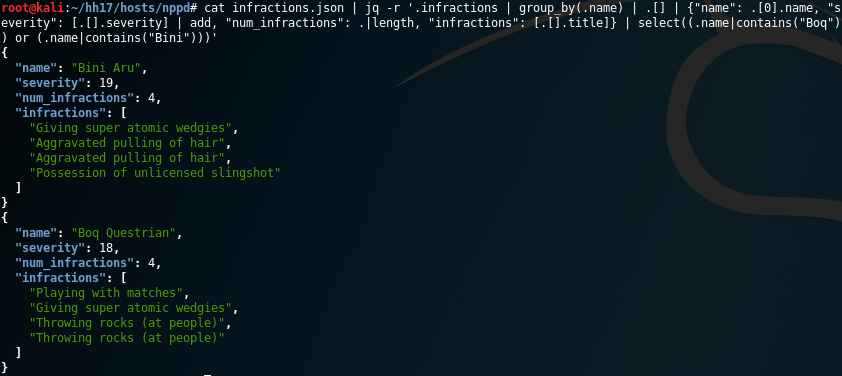 root@kali:~/hh17/hosts/nppd# cat infractions.json | jq -r '.infractions | group_by(.name) | .[] | {"name": .[0].name, "s
everity": [.[].severity] | add, "num_infractions": .|length, "infractions": [.[].title]} | select((.name|contains("Boq")
) or (.name|contains("Bini")))'
{
  "name": "Bini Aru",
  "severity": 19,
  "num_infractions": 4,
  "infractions": [
    "Giving super atomic wedgies",
    "Aggravated pulling of hair",
    "Aggravated pulling of hair",
    "Possession of unlicensed slingshot"
  ]
}
{
  "name": "Boq Questrian",
  "severity": 18,
  "num_infractions": 4,
  "infractions": [
    "Playing with matches",
    "Giving super atomic wedgies",
    "Throwing rocks (at people)",
    "Throwing rocks (at people)"
  ]
}